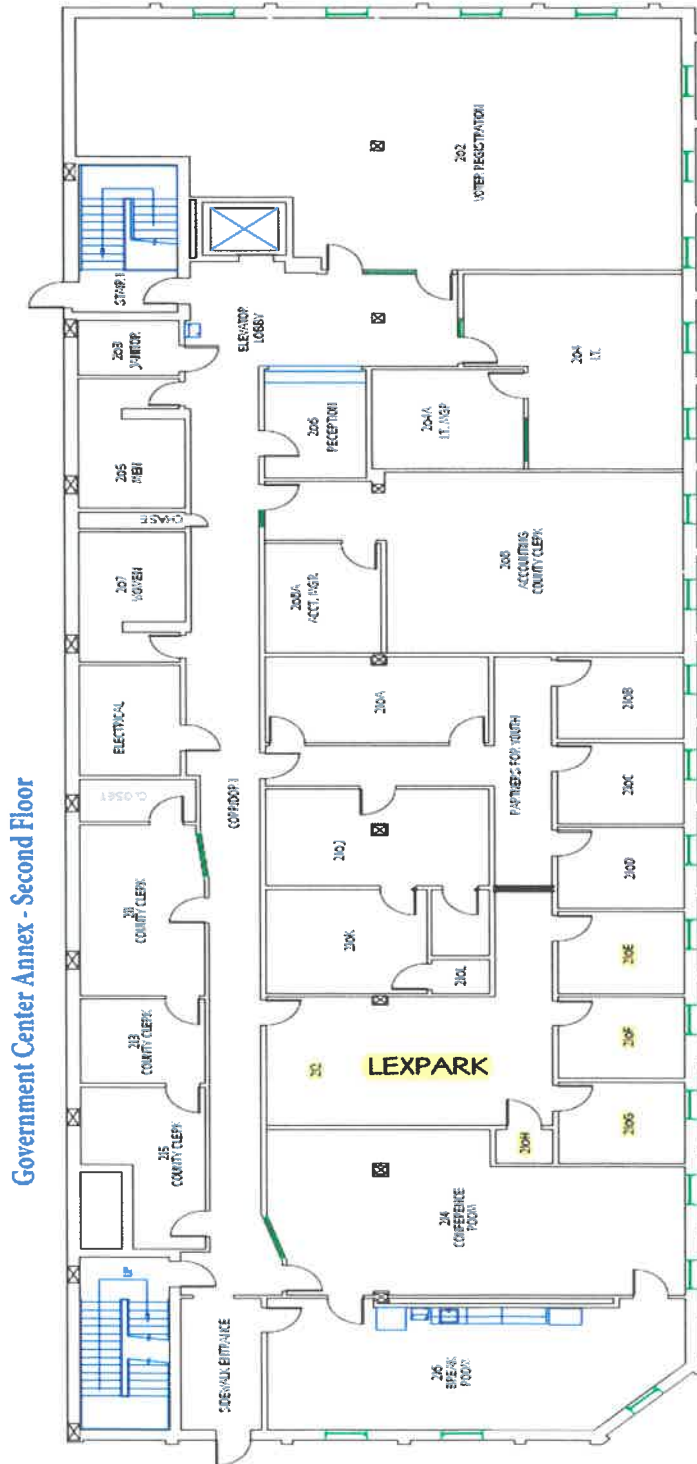 Government Center Annex - Second Floor
STAIR 1
203
JANITOR
205
MEN
CHASE
207
WOMEN
ELECTRICAL
CLOSET
211
COUNTY CLERK
213
COUNTY CLERK
215
COUNTY CLERK
UP
SIDEWALK ENTRANCE
CORRIDOR 1
ELEVATOR
LOBBY
202
VOTER REGISTRATION
204
I.T.
204A
I.T. MGR
206
RECEPTION
208
ACCOUNTING
COUNTY CLERK
208A
ACCT. MGR.
210A
210B
210C
210D
PARTNERS FOR YOUTH
210J
210K
210L
210E
210F
210G
210H
212
LEXPARK
214
CONFERENCE
ROOM
216
BREAK
ROOM